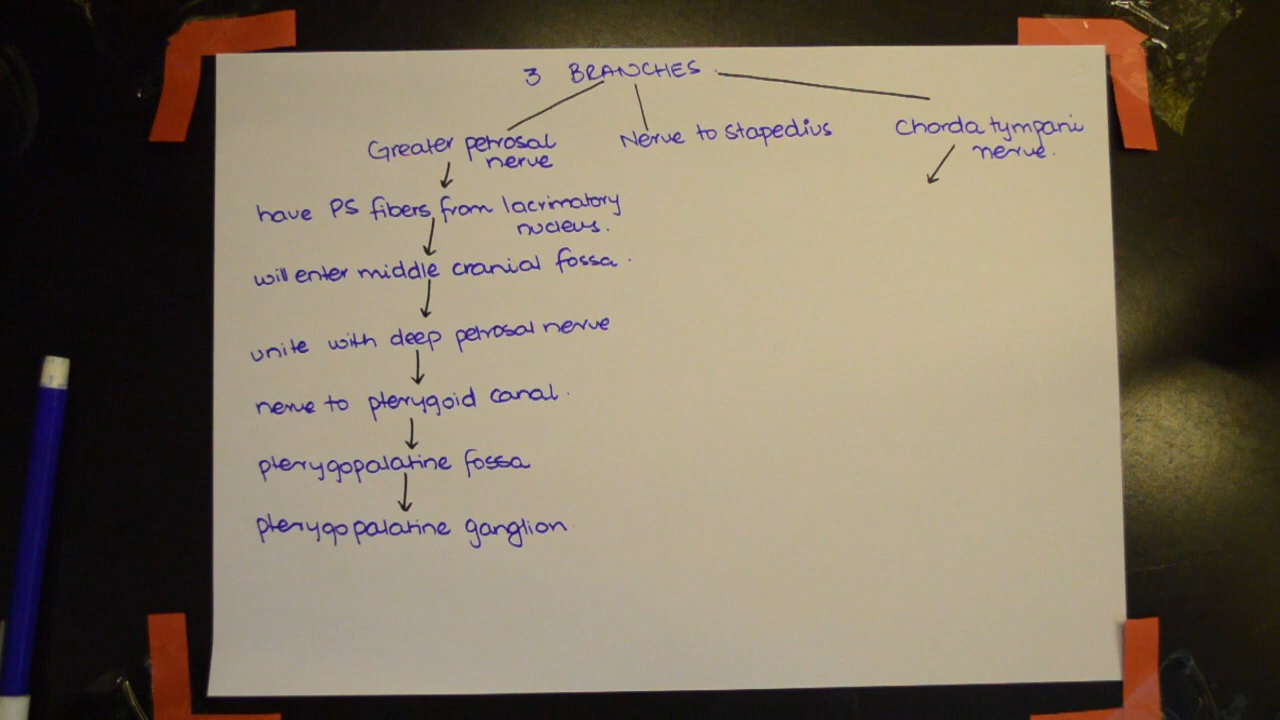 3 BRANCHES
Greater petrosal nerve
Nerve to stapedius
Chorda tympani nerve.
have PS fibers from lacrimatory nucleus.
will enter middle cranial fossa.
unite with deep petrosal nerve
nerve to pterygoid canal.
pterygopalatine fossa
pterygopalatine ganglion